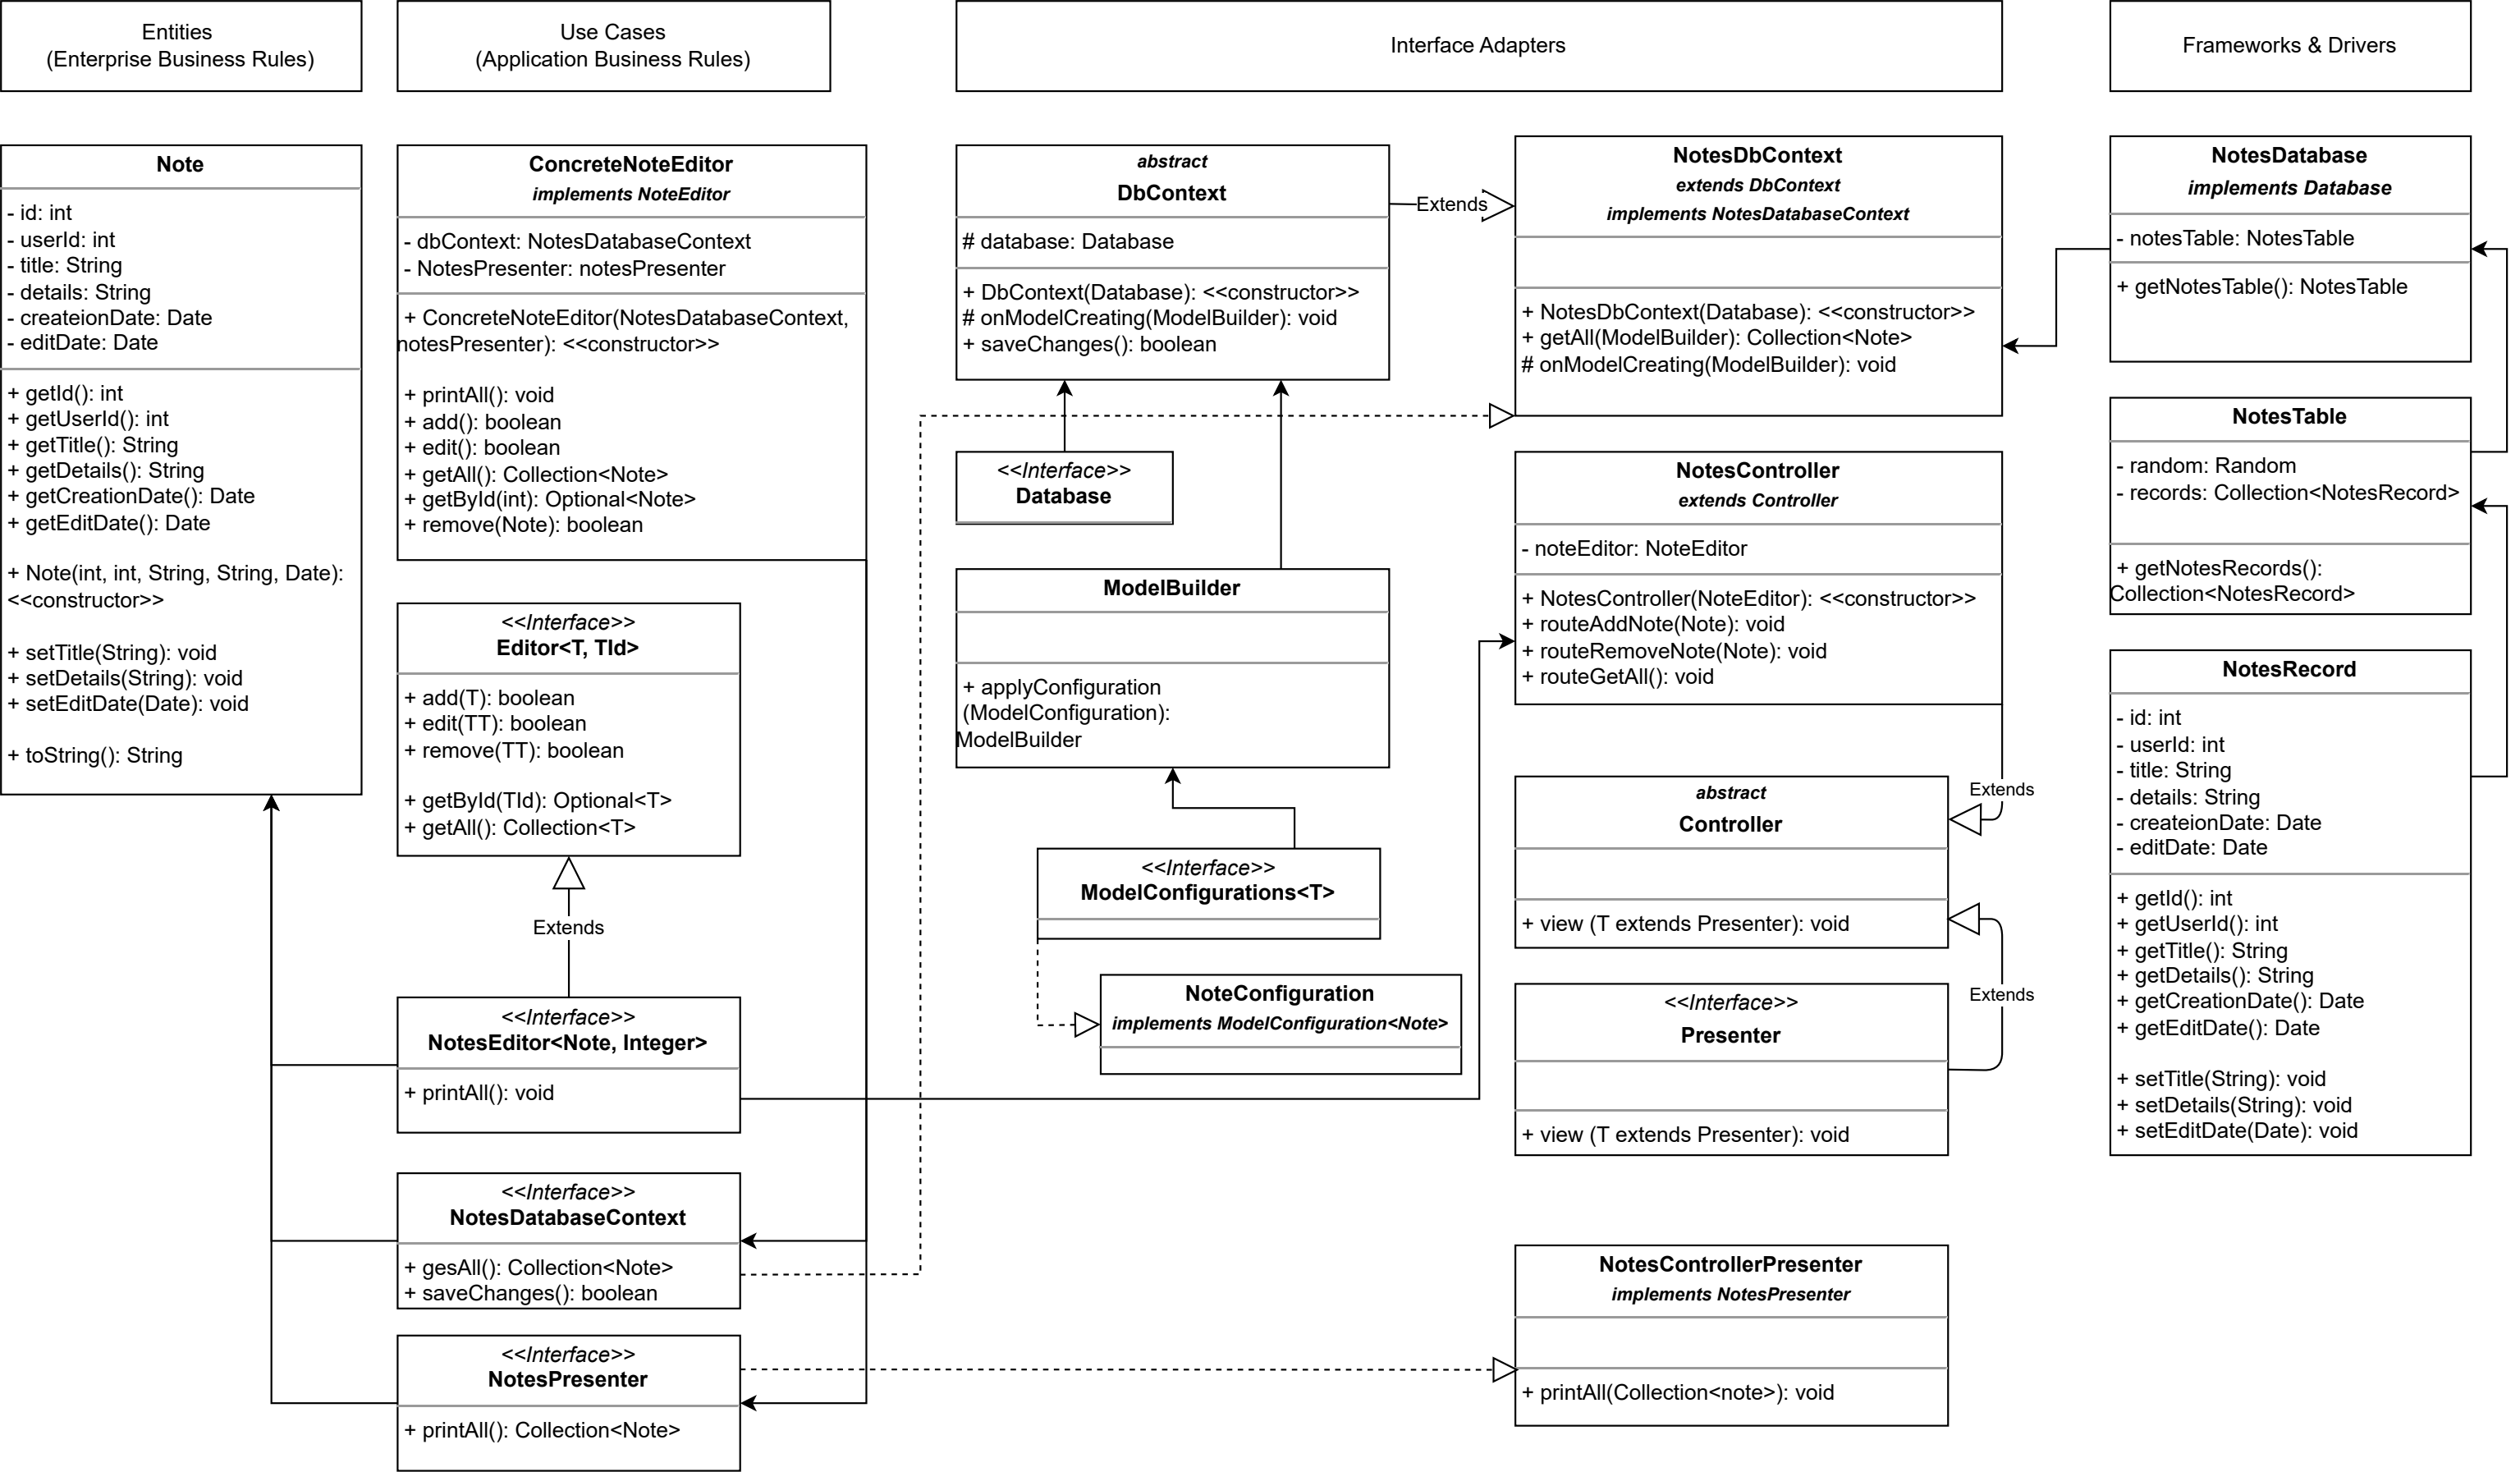 Entities
(Enterprise Business Rules)
Use Cases
(Application Business Rules)
Interface Adapters
Frameworks & Drivers
Note
- id: int
- userId: int
- title: String
- details: String
- createionDate: Date
- editDate: Date
+ getId(): int
+ getUserId(): int
+ getTitle(): String
+ getDetails(): String
+ getCreationDate(): Date
+ getEditDate(): Date
+ Note(int, int, String, String, Date):
<<constructor>>
+ setTitle(String): void
+ setDetails(String): void
+ setEditDate(Date): void
+ toString(): String
ConcreteNoteEditor
implements NoteEditor
- dbContext: NotesDatabaseContext
- NotesPresenter: notesPresenter
+ ConcreteNoteEditor(NotesDatabaseContext,
notesPresenter): <<constructor>>
+ printAll(): void
+ add(): boolean
+ edit(): boolean
+ getAll(): Collection<Note>
+ getById(int): Optional<Note>
+ remove(Note): boolean
<<Interface>>
Editor<T, TId>
+ add(T): boolean
+ edit(TT): boolean
+ remove(TT): boolean
+ getById(TId): Optional<T>
+ getAll(): Collection<T>
Extends
<<Interface>>
NotesEditor<Note, Integer>
+ printAll(): void
<<Interface>>
NotesDatabaseContext
+ gesAll(): Collection<Note>
+ saveChanges(): boolean
<<Interface>>
NotesPresenter
+ printAll(): Collection<Note>
abstract
DbContext
# database: Database
+ DbContext(Database): <<constructor>>
# onModelCreating(ModelBuilder): void
+ saveChanges(): boolean
Extends
<<Interface>>
Database
ModelBuilder
+ applyConfiguration
(ModelConfiguration):
ModelBuilder
<<Interface>>
ModelConfigurations<T>
NoteConfiguration
implements ModelConfiguration<Note>
NotesDbContext
extends DbContext
implements NotesDatabaseContext
+ NotesDbContext(Database): <<constructor>>
+ getAll(ModelBuilder): Collection<Note>
# onModelCreating(ModelBuilder): void
NotesController
extends Controller
- noteEditor: NoteEditor
+ NotesController(NoteEditor): <<constructor>>
+ routeAddNote(Note): void
+ routeRemoveNote(Note): void
+ routeGetAll(): void
Extends
abstract
Controller
+ view (T extends Presenter): void
Extends
<<Interface>>
Presenter
+ view (T extends Presenter): void
NotesControllerPresenter
implements NotesPresenter
+ printAll(Collection<note>): void
NotesDatabase
implements Database
- notesTable: NotesTable
+ getNotesTable(): NotesTable
NotesTable
- random: Random
- records: Collection<NotesRecord>
+ getNotesRecords():
Collection<NotesRecord>
NotesRecord
- id: int
- userId: int
- title: String
- details: String
- createionDate: Date
- editDate: Date
+ getId(): int
+ getUserId(): int
+ getTitle(): String
+ getDetails(): String
+ getCreationDate(): Date
+ getEditDate(): Date
+ setTitle(String): void
+ setDetails(String): void
+ setEditDate(Date): void